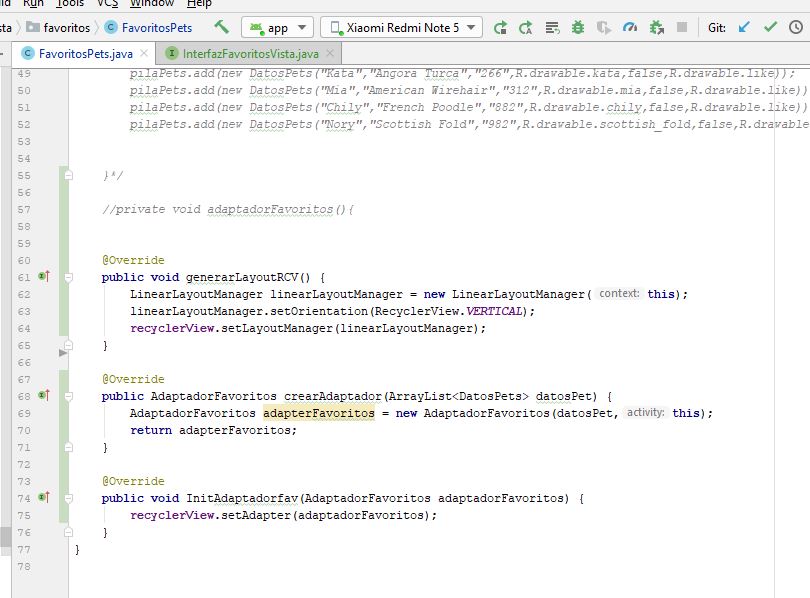 Run Tools VCS Window Help
favoritos FavoritosPets app Xiaomi Redmi Note 5 Git:
FavoritosPets.java InterfazFavoritosVista.java
49 pilaPets.add(new DatosPets("Kata","Angora Turca","266",R.drawable.kata,false,R.drawable.like));
50 pilaPets.add(new DatosPets("Mia","American Wirehair","312",R.drawable.mia,false,R.drawable.like))
51 pilaPets.add(new DatosPets("Chily","French Poodle","882",R.drawable.chily,false,R.drawable.like))
52 pilaPets.add(new DatosPets("Nory","Scottish Fold","982",R.drawable.scottish_fold,false,R.drawable
53
54
55 }*/
56
57 //private void adaptadorFavoritos(){
58
59
60 @Override
61 public void generarLayoutRCV() {
62 LinearLayoutManager linearLayoutManager = new LinearLayoutManager( context: this);
63 linearLayoutManager.setOrientation(RecyclerView.VERTICAL);
64 recyclerView.setLayoutManager(linearLayoutManager);
65 }
66
67 @Override
68 public AdaptadorFavoritos crearAdaptador(ArrayList<DatosPets> datosPet) {
69 AdaptadorFavoritos adapterFavoritos = new AdaptadorFavoritos(datosPet, activity: this);
70 return adapterFavoritos;
71 }
72
73 @Override
74 public void InitAdaptadorfav(AdaptadorFavoritos adaptadorFavoritos) {
75 recyclerView.setAdapter(adaptadorFavoritos);
76 }
77 }
78